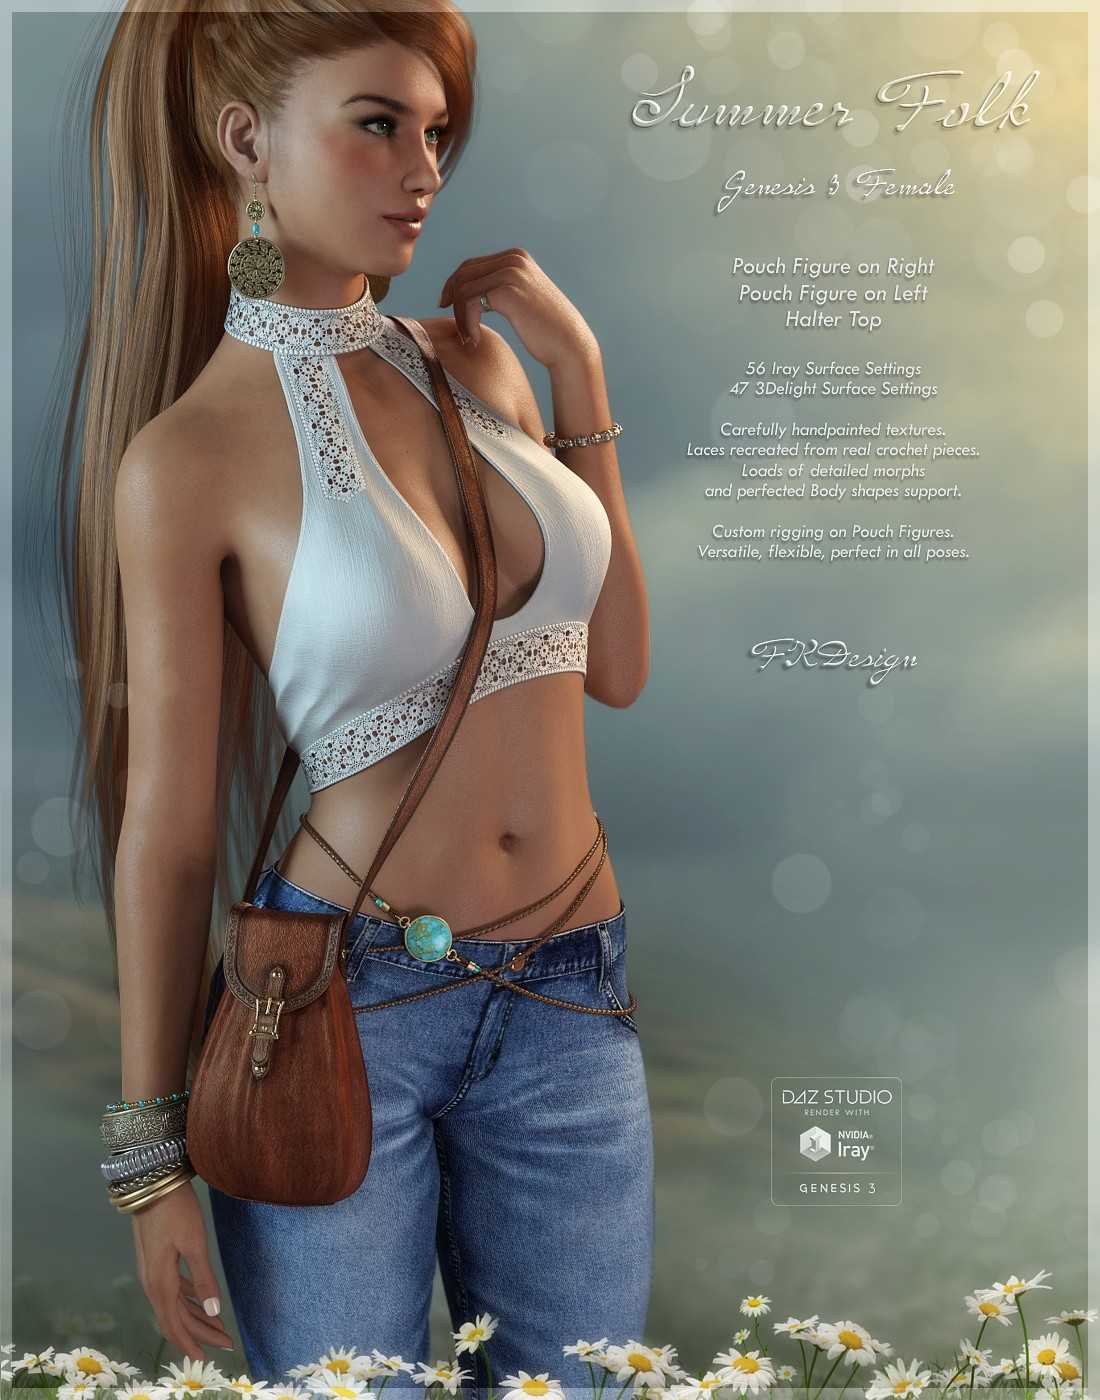 Summer Folk
Genesis 3 Female
Pouch Figure on Right
Pouch Figure on Left
Halter Top
56 Iray Surface Settings
47 3Delight Surface Settings
Carefully handpainted textures.
Laces recreated from real crochet pieces.
Loads of detailed morphs
and perfected Body shapes support.
Custom rigging on Pouch Figures.
Versatile, flexible, perfect in all poses.
FKDesign
DAZ STUDIO
RENDER WITH
NVIDIA®
Iray®
GENESIS 3